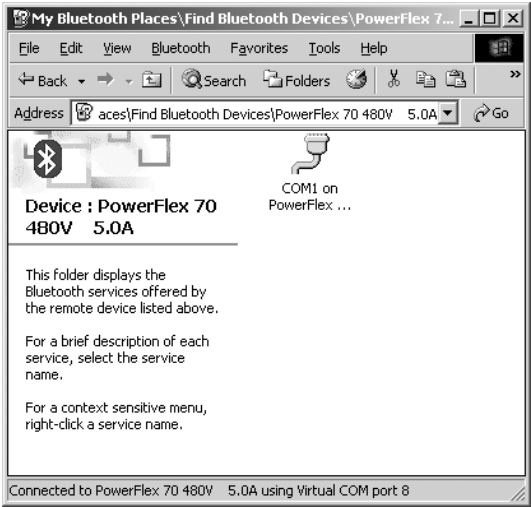 My Bluetooth Places\Find Bluetooth Devices\PowerFlex 7...
File Edit View Bluetooth Favorites Tools Help
Back Search Folders »
Address aces\Find Bluetooth Devices\PowerFlex 70 480V 5.0A Go
COM1 on
PowerFlex ...
Device : PowerFlex 70
480V 5.0A
This folder displays the
Bluetooth services offered by
the remote device listed above.
For a brief description of each
service, select the service
name.
For a context sensitive menu,
right-click a service name.
Connected to PowerFlex 70 480V 5.0A using Virtual COM port 8